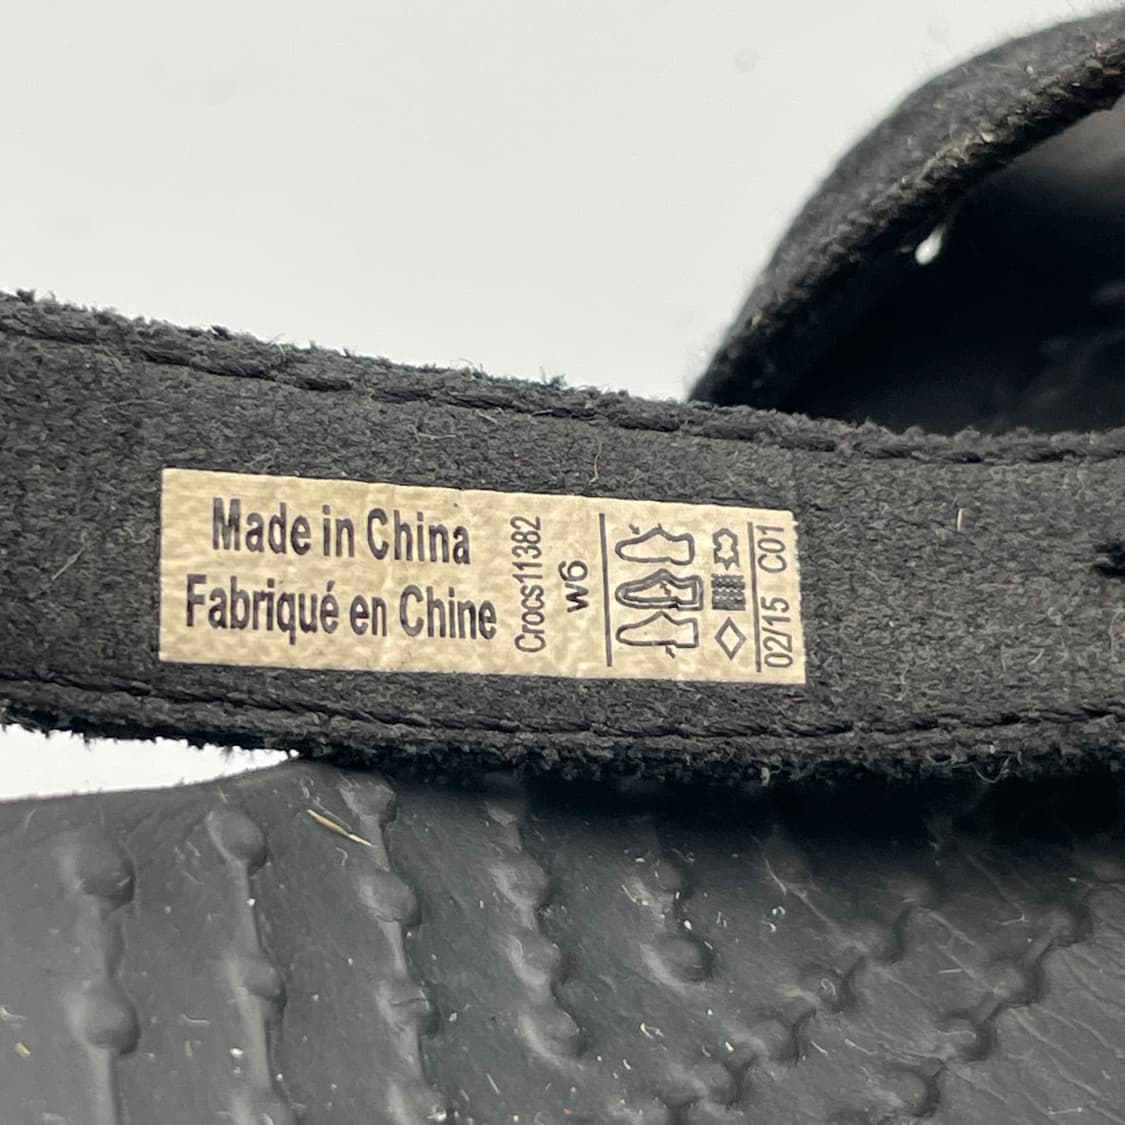 Made in China
Fabriqué en Chine
Crocs11382
W6
02/15 C01